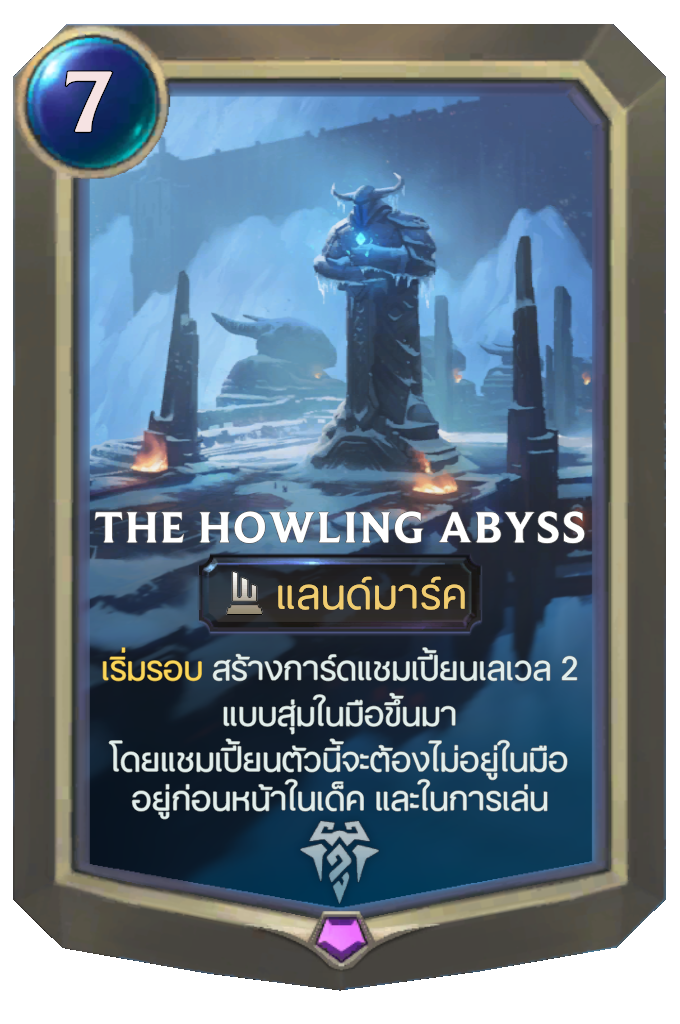 7
THE HOWLING ABYSS
แลนด์มาร์ค
เริ่มรอบ สร้างการ์ดแชมเปี้ยนเลเวล 2
แบบสุ่มในมือขึ้นมา
โดยแชมเปี้ยนตัวนี้จะต้องไม่อยู่ในมือ
อยู่ก่อนหน้าในเด็ค และในการเล่น